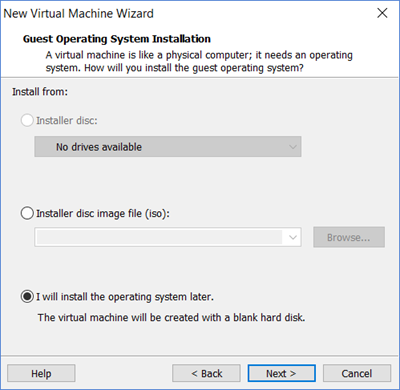 New Virtual Machine Wizard
Guest Operating System Installation
A virtual machine is like a physical computer; it needs an operating
system. How will you install the guest operating system?
Install from:
Installer disc:
No drives available
Installer disc image file (iso):
Browse...
I will install the operating system later.
The virtual machine will be created with a blank hard disk.
Help
< Back
Next >
Cancel